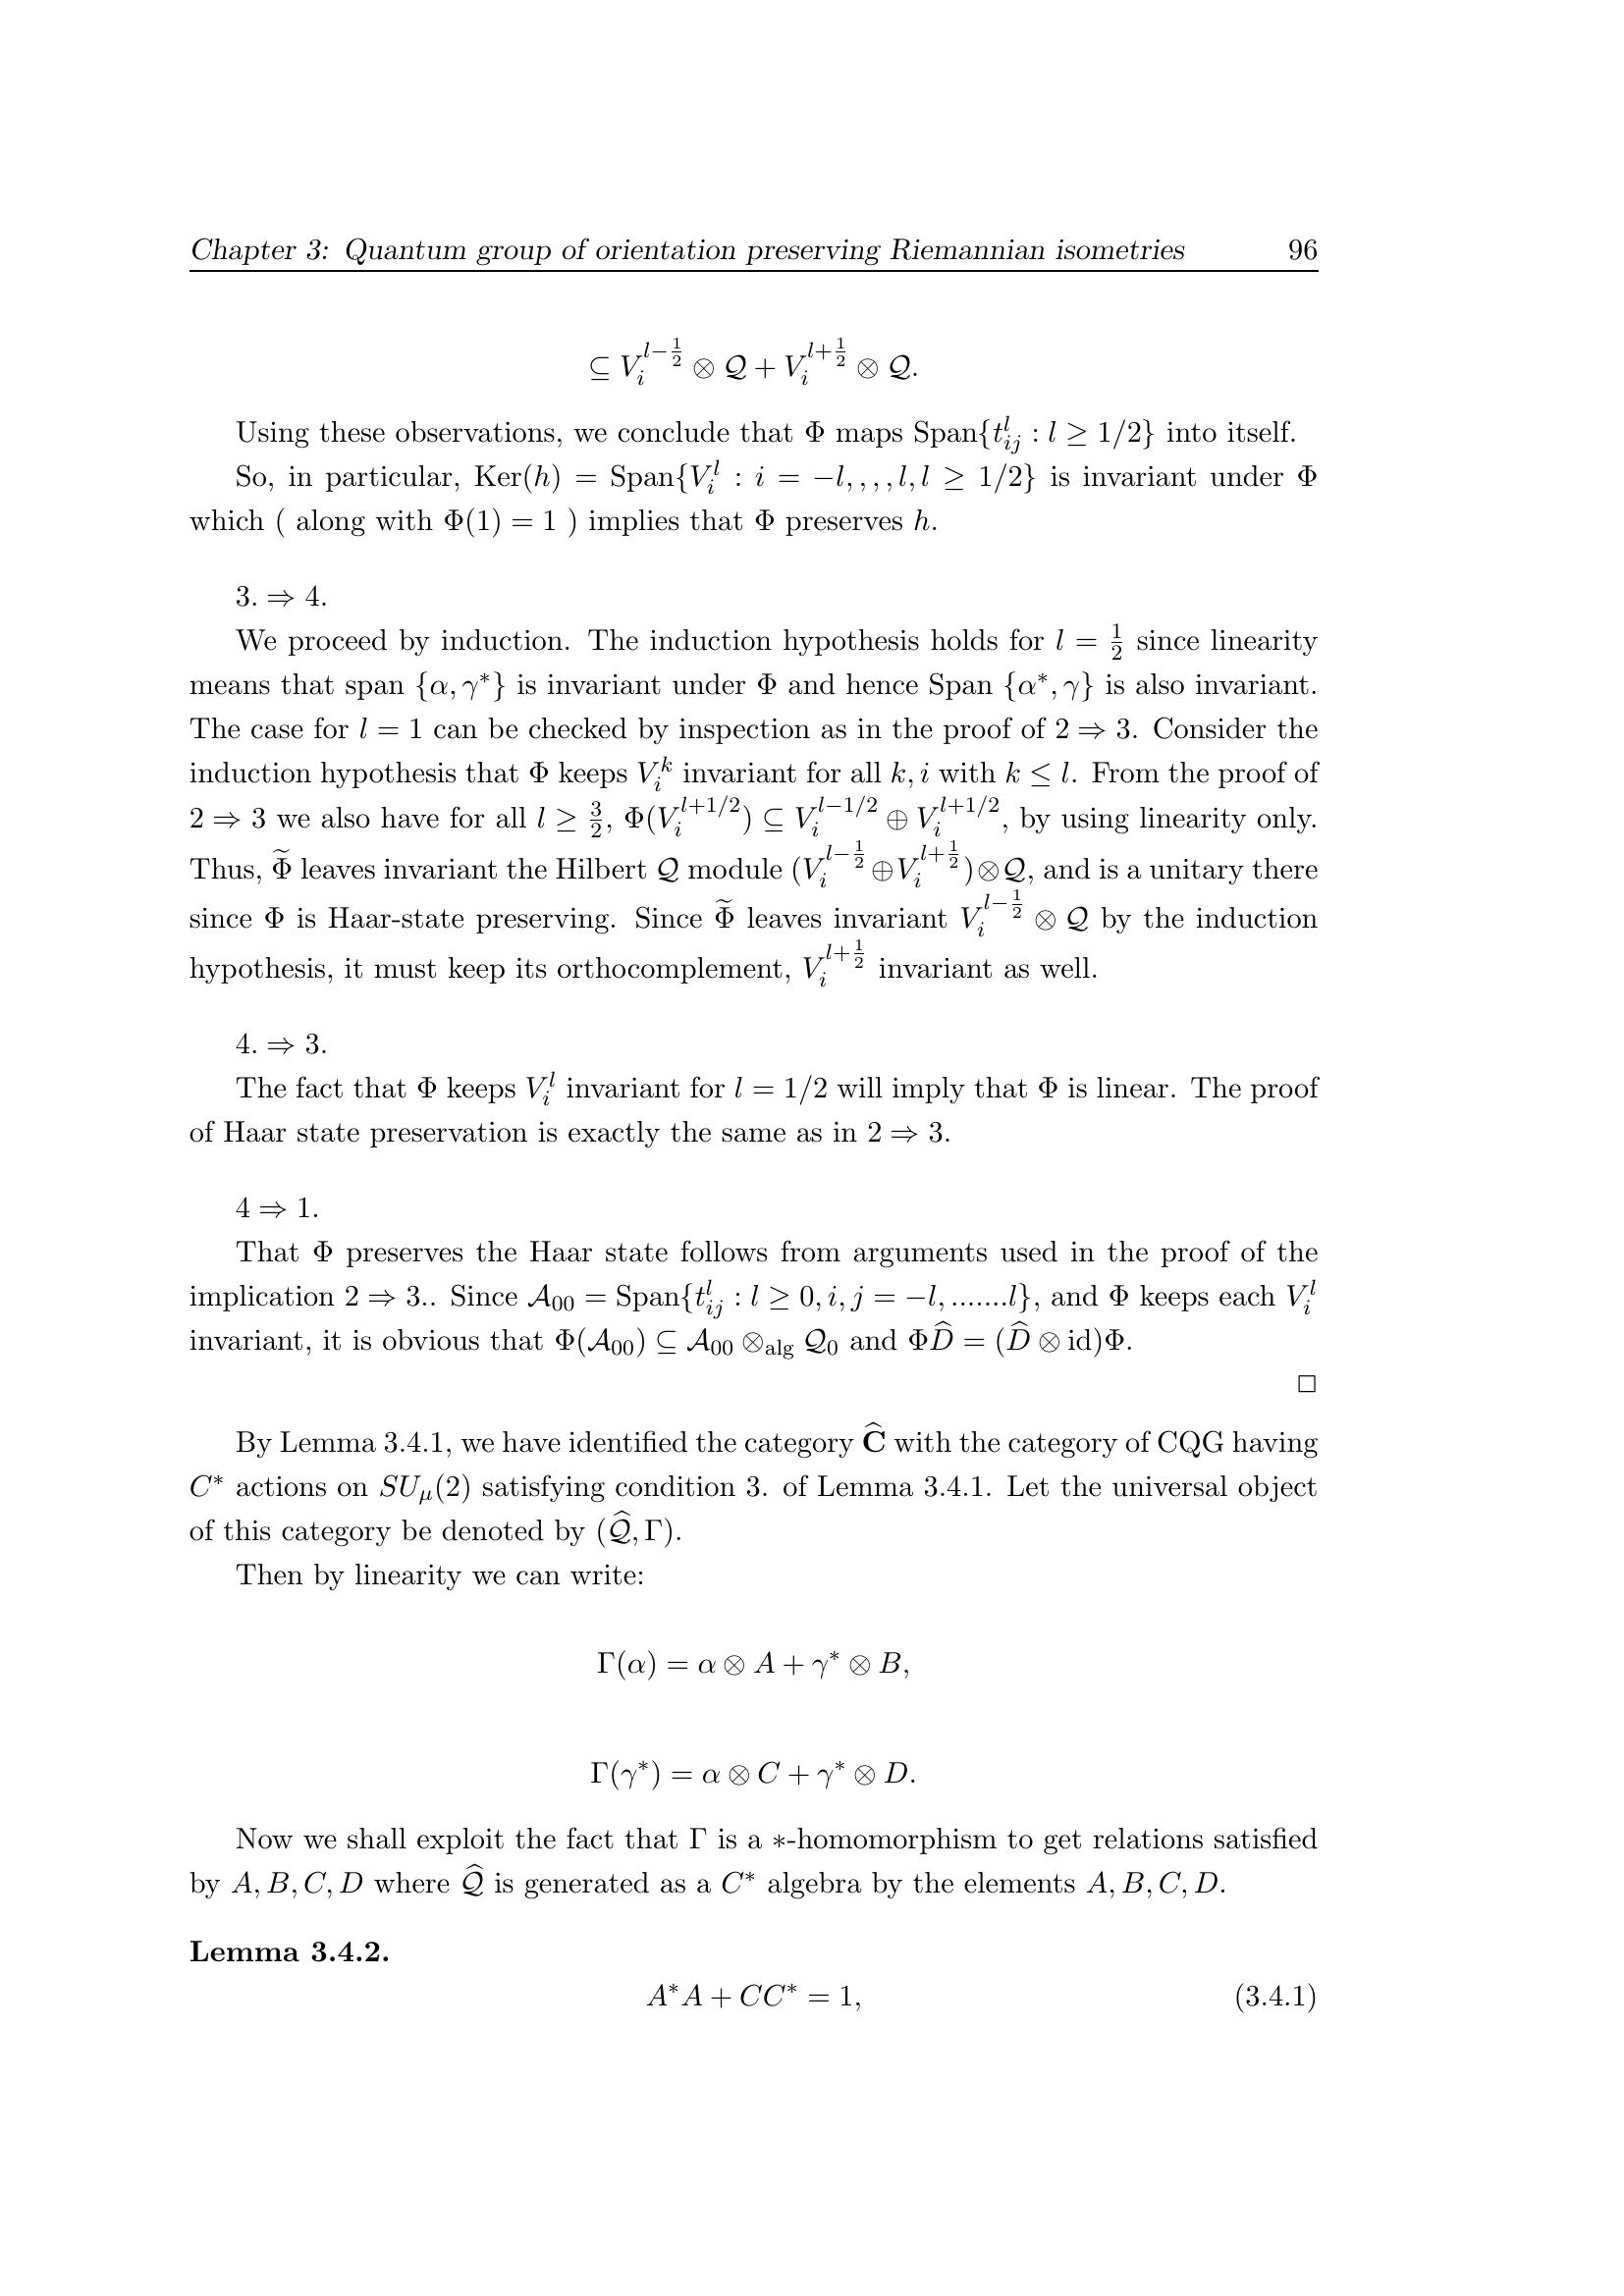 Chapter 3: Quantum group of orientation preserving Riemannian isometries 96
$\subseteq V_i^{l-\frac{1}{2}} \otimes \mathcal{Q} + V_i^{l+\frac{1}{2}} \otimes \mathcal{Q}.$
Using these observations, we conclude that $\Phi$ maps Span$\{t_{ij}^l : l \geq 1/2\}$ into itself.
So, in particular, Ker$(h)$ = Span$\{V_i^l : i = -l, , , , l, l \geq 1/2\}$ is invariant under $\Phi$
which ( along with $\Phi(1) = 1$ ) implies that $\Phi$ preserves $h$.
3. $\Rightarrow$ 4.
We proceed by induction. The induction hypothesis holds for $l = \frac{1}{2}$ since linearity
means that span $\{\alpha, \gamma^*\}$ is invariant under $\Phi$ and hence Span $\{\alpha^*, \gamma\}$ is also invariant.
The case for $l = 1$ can be checked by inspection as in the proof of $2 \Rightarrow 3$. Consider the
induction hypothesis that $\Phi$ keeps $V_i^k$ invariant for all $k, i$ with $k \leq l$. From the proof of
$2 \Rightarrow 3$ we also have for all $l \geq \frac{3}{2}$, $\Phi(V_i^{l+1/2}) \subseteq V_i^{l-1/2} \oplus V_i^{l+1/2}$, by using linearity only.
Thus, $\widetilde{\Phi}$ leaves invariant the Hilbert $\mathcal{Q}$ module $(V_i^{l-\frac{1}{2}} \oplus V_i^{l+\frac{1}{2}}) \otimes \mathcal{Q}$, and is a unitary there
since $\Phi$ is Haar-state preserving. Since $\widetilde{\Phi}$ leaves invariant $V_i^{l-\frac{1}{2}} \otimes \mathcal{Q}$ by the induction
hypothesis, it must keep its orthocomplement, $V_i^{l+\frac{1}{2}}$ invariant as well.
4. $\Rightarrow$ 3.
The fact that $\Phi$ keeps $V_i^l$ invariant for $l = 1/2$ will imply that $\Phi$ is linear. The proof
of Haar state preservation is exactly the same as in $2 \Rightarrow 3$.
$4 \Rightarrow 1$.
That $\Phi$ preserves the Haar state follows from arguments used in the proof of the
implication $2 \Rightarrow 3$.. Since $\mathcal{A}_{00}$ = Span$\{t_{ij}^l : l \geq 0, i, j = -l, .......l\}$, and $\Phi$ keeps each $V_i^l$
invariant, it is obvious that $\Phi(\mathcal{A}_{00}) \subseteq \mathcal{A}_{00} \otimes_{\text{alg}} \mathcal{Q}_0$ and $\Phi\widehat{D} = (\widehat{D} \otimes \text{id})\Phi$.
□
By Lemma 3.4.1, we have identified the category $\widehat{\mathbf{C}}$ with the category of CQG having
$C^*$ actions on $SU_\mu(2)$ satisfying condition 3. of Lemma 3.4.1. Let the universal object
of this category be denoted by $(\widehat{\mathcal{Q}}, \Gamma)$.
Then by linearity we can write:
$\Gamma(\alpha) = \alpha \otimes A + \gamma^* \otimes B,$
$\Gamma(\gamma^*) = \alpha \otimes C + \gamma^* \otimes D.$
Now we shall exploit the fact that $\Gamma$ is a $*$-homomorphism to get relations satisfied
by $A, B, C, D$ where $\widehat{\mathcal{Q}}$ is generated as a $C^*$ algebra by the elements $A, B, C, D$.
Lemma 3.4.2.
$A^*A + CC^* = 1,$ (3.4.1)